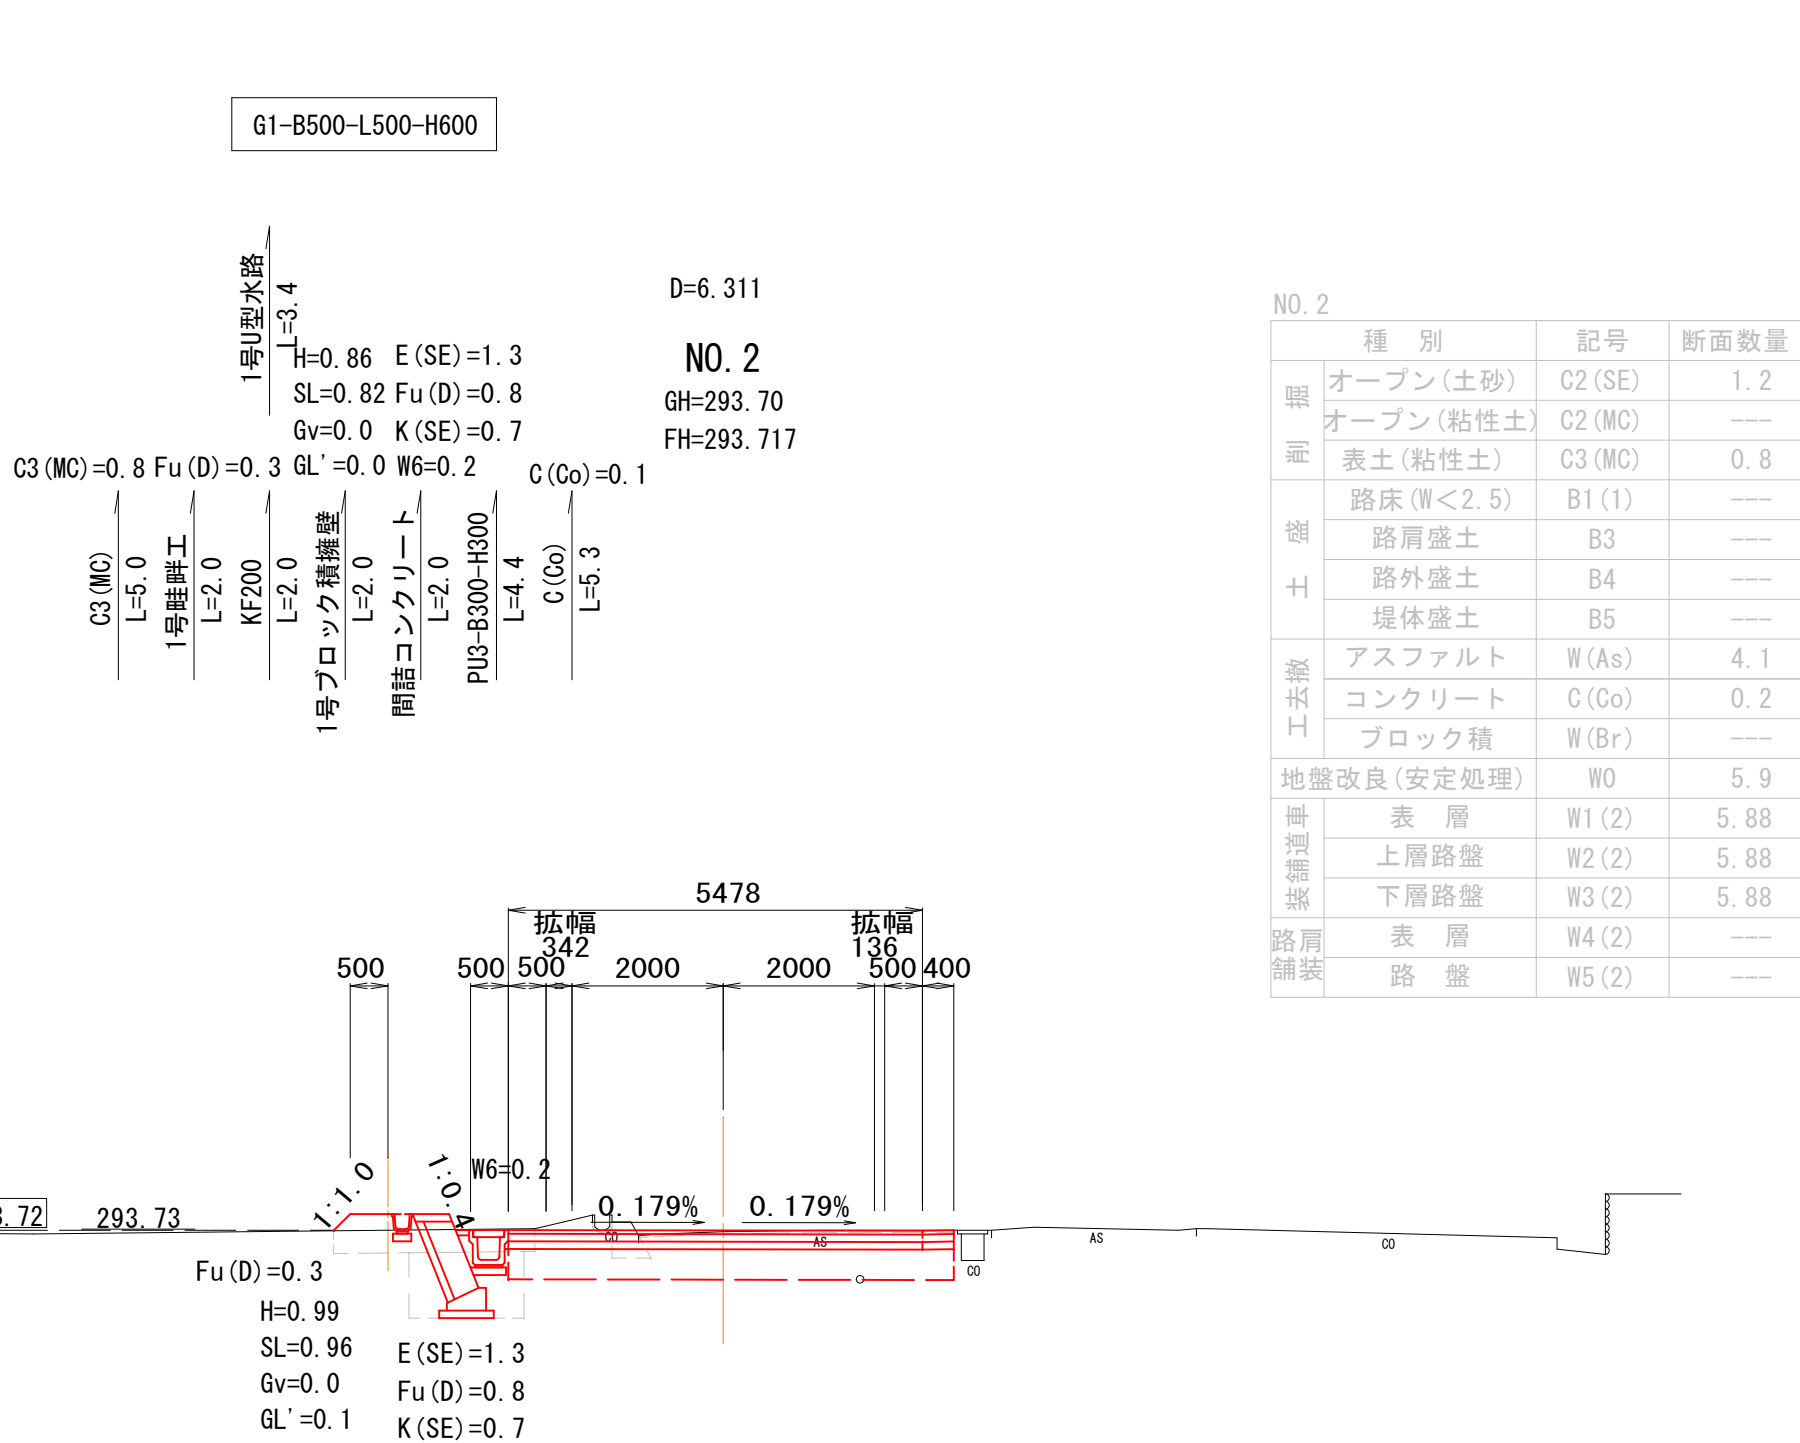 G1-B500-L500-H600
1号U型水路
L=3.4
D=6.311
NO.2
GH=293.70
FH=293.717
H=0.86 E(SE)=1.3
SL=0.82 Fu(D)=0.8
Gv=0.0 K(SE)=0.7
C3(MC)=0.8 Fu(D)=0.3 GL'=0.0 W6=0.2 C(Co)=0.1
C3(MC)
L=5.0
1号畦畔工
L=2.0
KF200
L=2.0
1号ブロック積擁壁
L=2.0
間詰コンクリート
L=2.0
PU3-B300-H300
L=4.4
C(Co)
L=5.3
NO.2
種 別 記号 断面数量
掘削
オープン(土砂) C2(SE) 1.2
オープン(粘性土) C2(MC) ---
表土(粘性土) C3(MC) 0.8
盛土
路床(W<2.5) B1(1) ---
路肩盛土 B3 ---
路外盛土 B4 ---
堤体盛土 B5 ---
撤去工
アスファルト W(As) 4.1
コンクリート C(Co) 0.2
ブロック積 W(Br) ---
地盤改良(安定処理) W0 5.9
車道舗装
表 層 W1(2) 5.88
上層路盤 W2(2) 5.88
下層路盤 W3(2) 5.88
路肩舗装
表 層 W4(2) ---
路 盤 W5(2) ---
5478
拡幅 拡幅
342 136
500 500 500 2000 2000 500 400
1:1.0
1:0.4
W6=0.2
0.179% 0.179%
3.72 293.73
CO AS AS CO
CO
Fu(D)=0.3
H=0.99
SL=0.96 E(SE)=1.3
Gv=0.0 Fu(D)=0.8
GL'=0.1 K(SE)=0.7